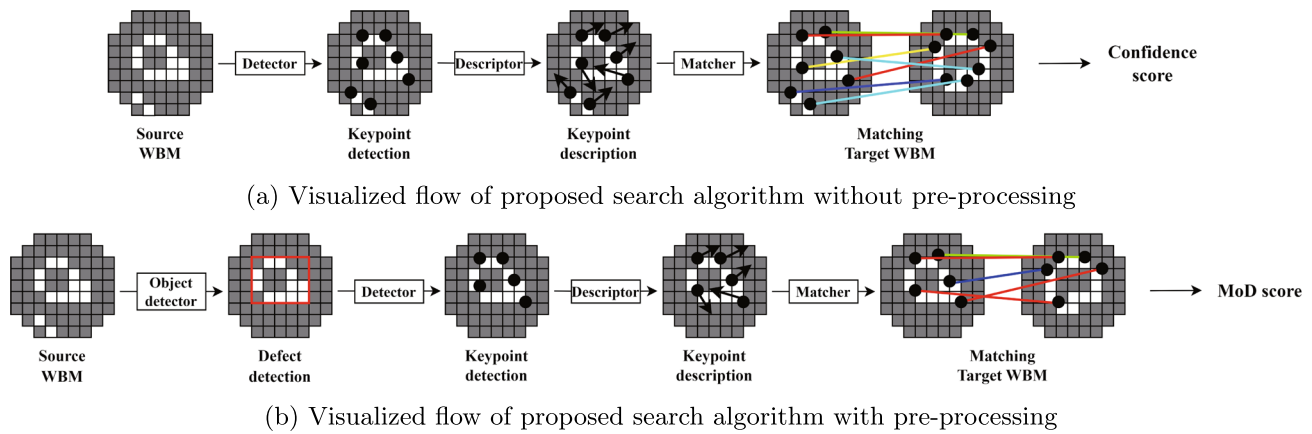 Detector
Descriptor
Matcher
Confidence
score
Source
WBM
Keypoint
detection
Keypoint
description
Matching
Target WBM
(a) Visualized flow of proposed search algorithm without pre-processing
Object
detector
Detector
Descriptor
Matcher
MoD score
Source
WBM
Defect
detection
Keypoint
detection
Keypoint
description
Matching
Target WBM
(b) Visualized flow of proposed search algorithm with pre-processing